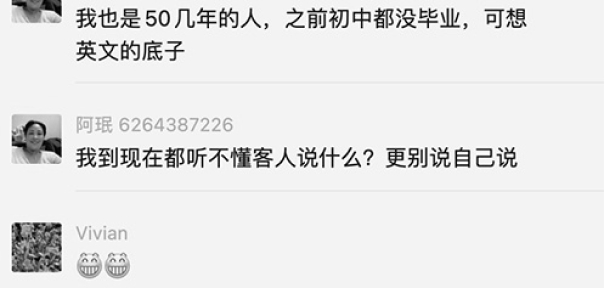 我也是50几年的人，之前初中都没毕业，可想
英文的底子
阿珉 6264387226
我到现在都听不懂客人说什么？更别说自己说
Vivian